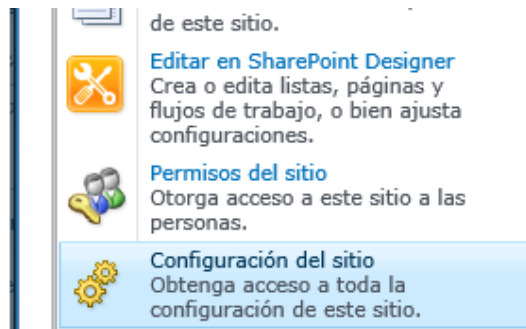 de este sitio.
Editar en SharePoint Designer
Crea o edita listas, páginas y
flujos de trabajo, o bien ajusta
configuraciones.
Permisos del sitio
Otorga acceso a este sitio a las
personas.
Configuración del sitio
Obtenga acceso a toda la
configuración de este sitio.